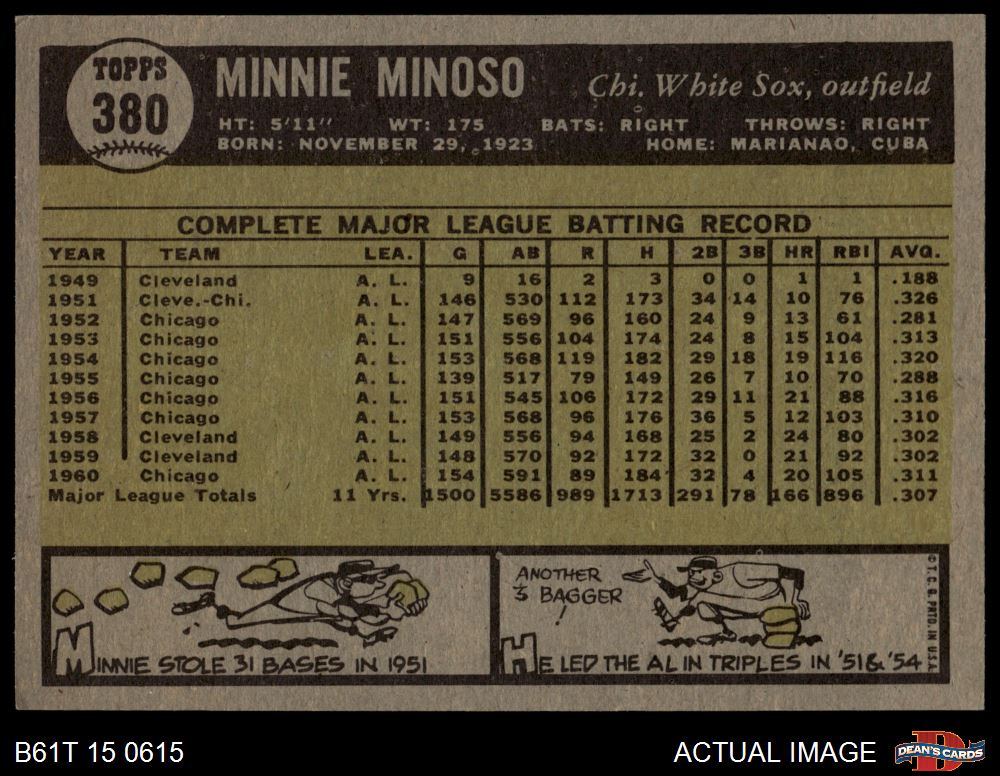 TOPPS
380
MINNIE MINOSO
Chi. White Sox, outfield
HT: 5'11" WT: 175 BATS: RIGHT THROWS: RIGHT
BORN: NOVEMBER 29, 1923 HOME: MARIANAO, CUBA
COMPLETE MAJOR LEAGUE BATTING RECORD
YEAR TEAM LEA. G AB R H 2B 3B HR RBI AVG.
1949 Cleveland A. L. 9 16 2 3 0 0 1 1 .188
1951 Cleve.-Chi. A. L. 146 530 112 173 34 14 10 76 .326
1952 Chicago A. L. 147 569 96 160 24 9 13 61 .281
1953 Chicago A. L. 151 556 104 174 24 8 15 104 .313
1954 Chicago A. L. 153 568 119 182 29 18 19 116 .320
1955 Chicago A. L. 139 517 79 149 26 7 10 70 .288
1956 Chicago A. L. 151 545 106 172 29 11 21 88 .316
1957 Chicago A. L. 153 568 96 176 36 5 12 103 .310
1958 Cleveland A. L. 149 556 94 168 25 2 24 80 .302
1959 Cleveland A. L. 148 570 92 172 32 0 21 92 .302
1960 Chicago A. L. 154 591 89 184 32 4 20 105 .311
Major League Totals 11 Yrs. 1500 5586 989 1713 291 78 166 896 .307
MINNIE STOLE 31 BASES IN 1951
ANOTHER
3 BAGGER
!
HE LED THE AL IN TRIPLES IN '51 & '54
© T. C. G. PRTD. IN U.S.A.
B61T 15 0615
ACTUAL IMAGE
DEAN'S CARDS